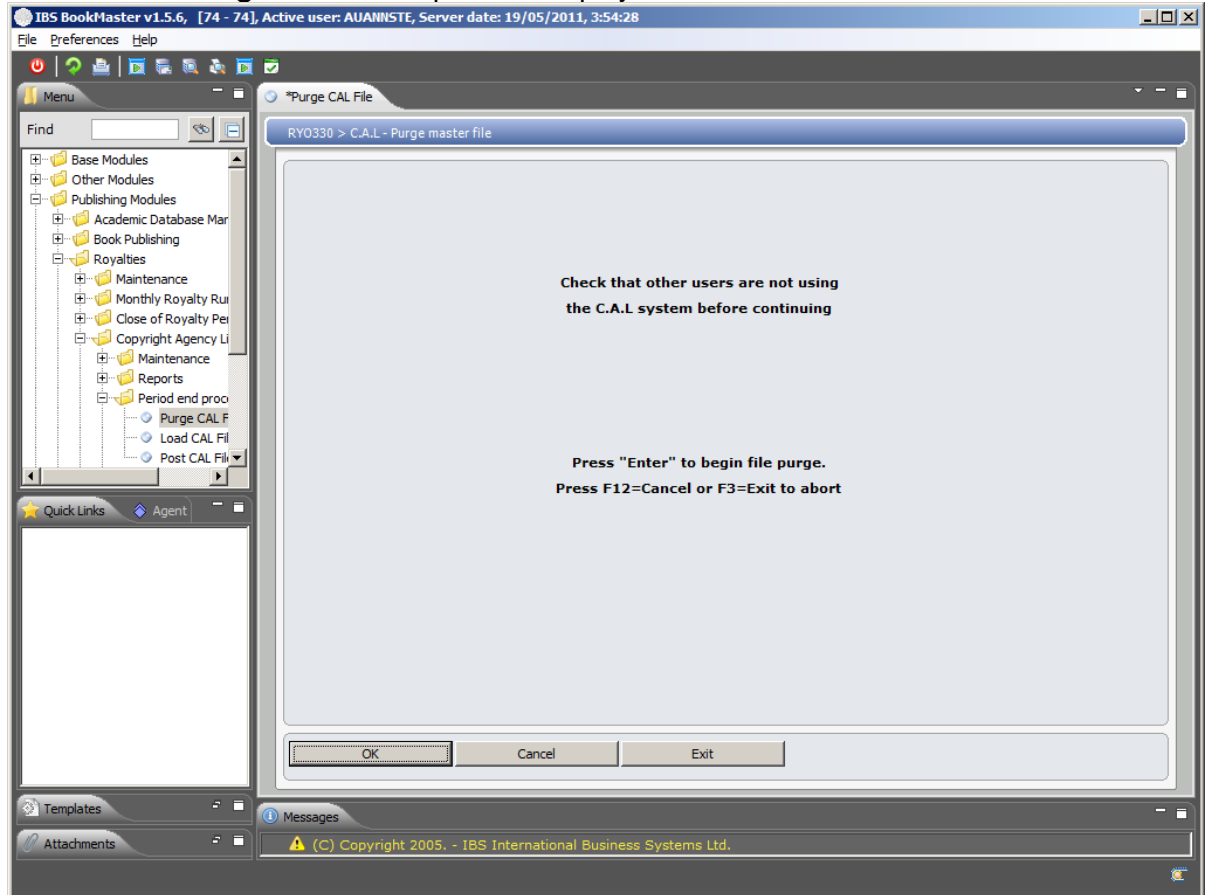 IBS BookMaster v1.5.6, [74 - 74], Active user: AUANNSTE, Server date: 19/05/2011, 3:54:28
File Preferences Help
Menu
*Purge CAL File
Find
RYO330 > C.A.L - Purge master file
Base Modules
Other Modules
Publishing Modules
Academic Database Mar
Book Publishing
Royalties
Maintenance
Monthly Royalty Ru
Close of Royalty Pe
Copyright Agency Li
Maintenance
Reports
Period end proc
Purge CAL F
Load CAL Fil
Post CAL File
Check that other users are not using
the C.A.L system before continuing
Press "Enter" to begin file purge.
Press F12=Cancel or F3=Exit to abort
Quick Links Agent
OK Cancel Exit
Templates
Attachments
Messages
(C) Copyright 2005. - IBS International Business Systems Ltd.